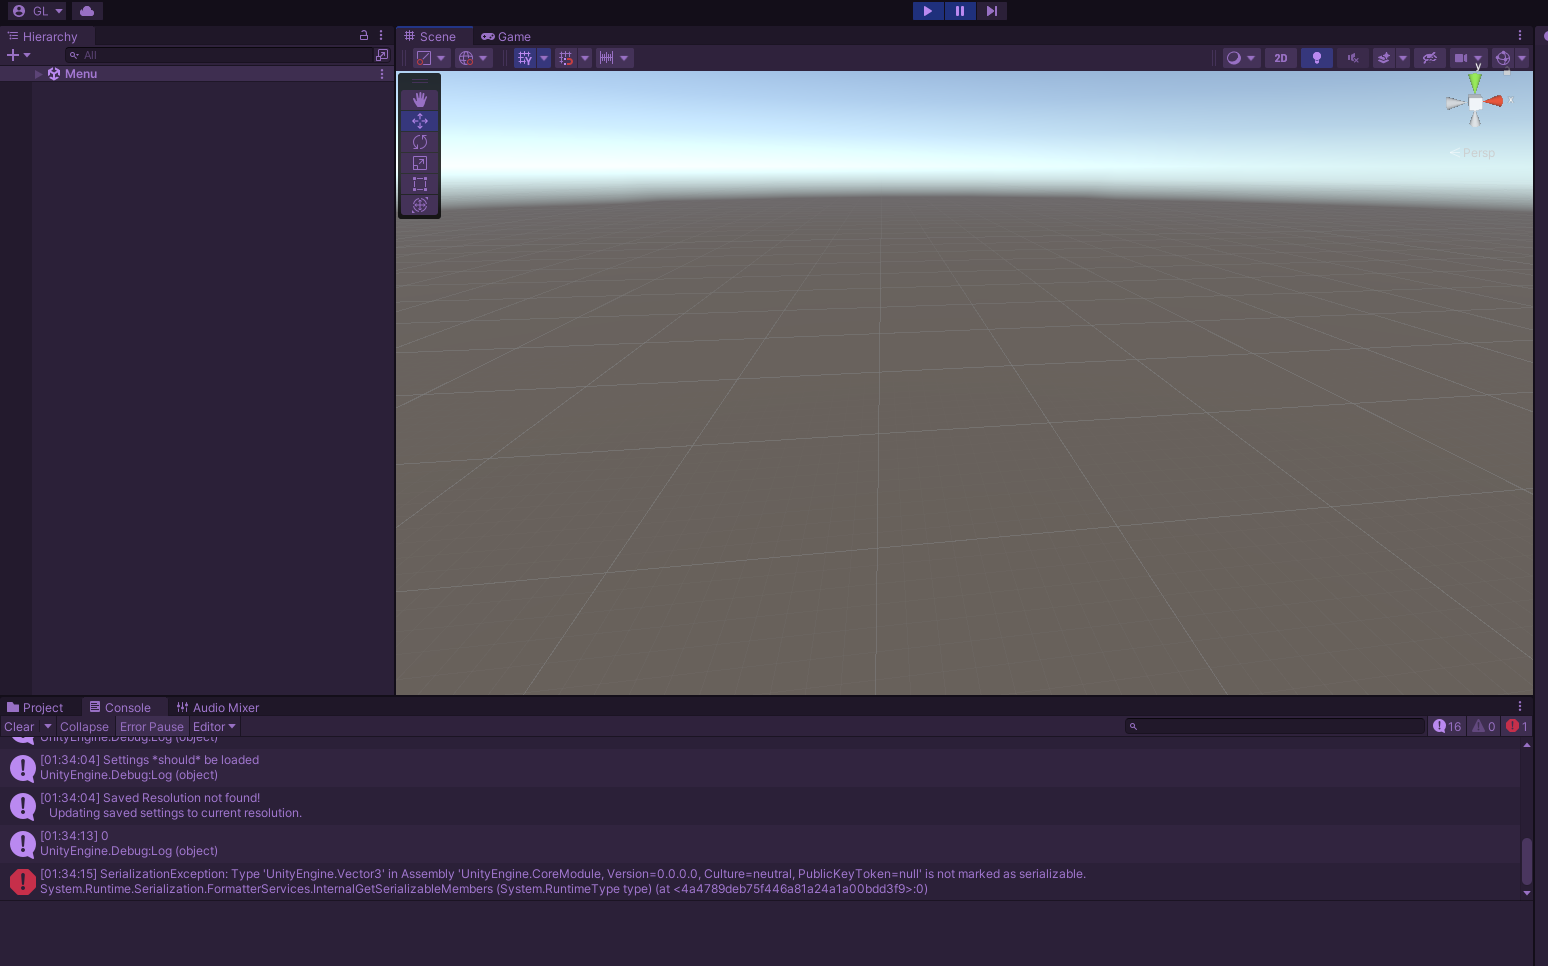 GL
Hierarchy
All
Menu
Scene
Game
2D
y
x
Persp
Project
Console
Audio Mixer
Clear
Collapse
Error Pause
Editor
16
0
1
UnityEngine.Debug:Log (object)
[01:34:04] Settings *should* be loaded
UnityEngine.Debug:Log (object)
[01:34:04] Saved Resolution not found!
Updating saved settings to current resolution.
[01:34:13] 0
UnityEngine.Debug:Log (object)
[01:34:15] SerializationException: Type 'UnityEngine.Vector3' in Assembly 'UnityEngine.CoreModule, Version=0.0.0.0, Culture=neutral, PublicKeyToken=null' is not marked as serializable.
System.Runtime.Serialization.FormatterServices.InternalGetSerializableMembers (System.RuntimeType type) (at <4a4789deb75f446a81a24a1a00bdd3f9>:0)